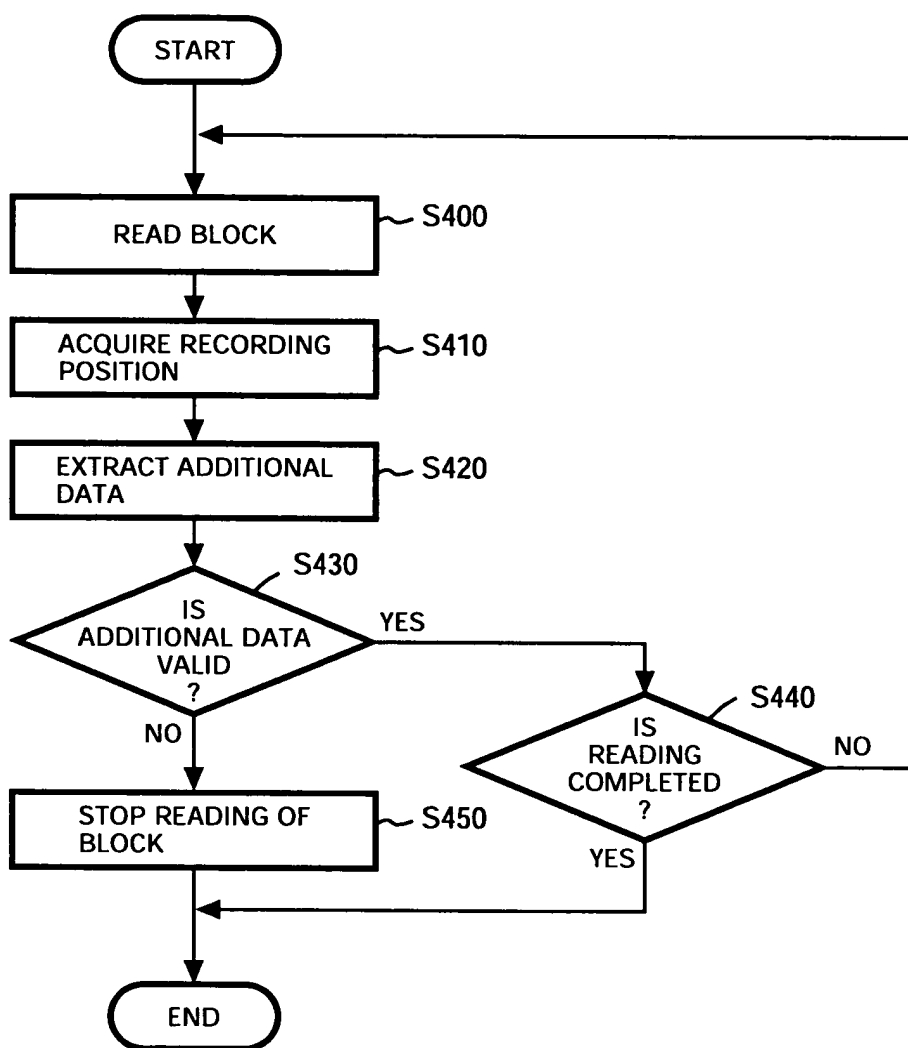 START
READ BLOCK
S400
ACQUIRE RECORDING
POSITION
S410
EXTRACT ADDITIONAL
DATA
S420
S430
IS
ADDITIONAL DATA
VALID
?
YES
NO
S440
IS
READING
COMPLETED
?
NO
YES
STOP READING OF
BLOCK
S450
END